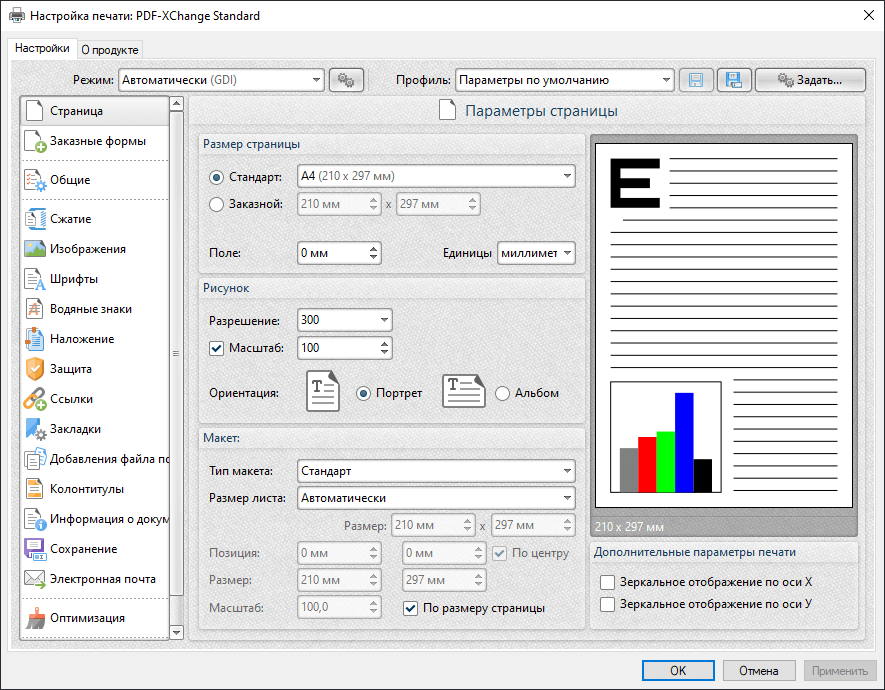 Настройка печати: PDF-XChange Standard
Настройки
О продукте
Режим: Автоматически (GDI)
Профиль: Параметры по умолчанию
Задать...
Страница
Заказные формы
Общие
Сжатие
Изображения
Шрифты
Водяные знаки
Наложение
Защита
Ссылки
Закладки
Добавления файла по
Колонтитулы
Информация о докум
Сохранение
Электронная почта
Оптимизация
Параметры страницы
Размер страницы
Стандарт: A4 (210 x 297 мм)
Заказной: 210 мм x 297 мм
Поле: 0 мм Единицы миллимет
Рисунок
Разрешение: 300
Масштаб: 100
Ориентация: T Портрет T Альбом
Макет:
Тип макета: Стандарт
Размер листа: Автоматически
Размер: 210 мм x 297 мм
Позиция: 0 мм 0 мм По центру
Размер: 210 мм 297 мм
Масштаб: 100,0 По размеру страницы
E
210 x 297 мм
Дополнительные параметры печати
Зеркальное отображение по оси X
Зеркальное отображение по оси У
OK
Отмена
Применить